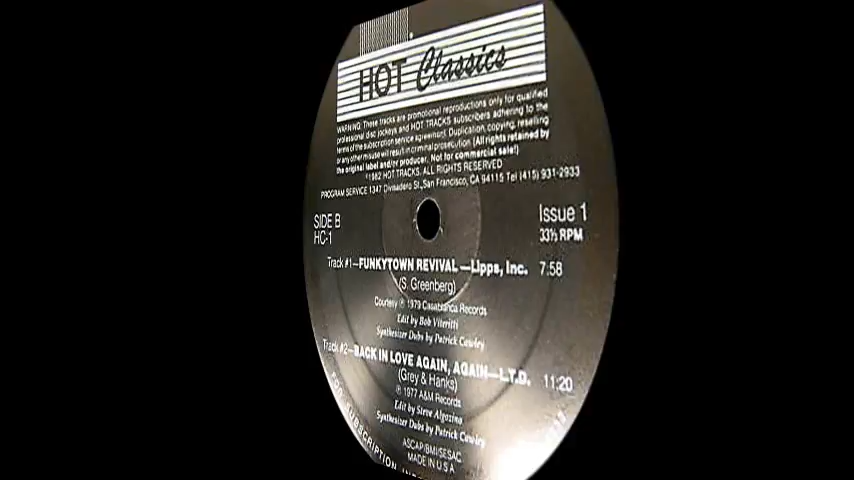 HOT Classics
WARNING: These tracks are promotional reproductions only for qualified
professional disc jockeys and HOT TRACKS subscribers adhering to the
terms of the subscription service agreement. Duplication, copying, reselling
or any other misuse will result in criminal prosecution (All rights retained by
the original label and/or producer. Not for commercial sale!)
1982 HOT TRACKS. ALL RIGHTS RESERVED
PROGRAM SERVICE 1347 Divisadero St., San Francisco, CA 94115 Tel (415) 931-2933
SIDE B
HC-1
Issue 1
33⅓ RPM
Track #1—FUNKYTOWN REVIVAL—Lipps, Inc. 7:58
(S. Greenberg)
Courtesy ℗ 1979 Casablanca Records
Edit by Bob Viteritti
Synthesizer Dubs by Patrick Cowley
Track #2—BACK IN LOVE AGAIN, AGAIN—L.T.D. 11:20
(Grey & Hanks)
℗ 1977 A&M Records
Edit by Steve Algozino
Synthesizer Dubs by Patrick Cowley
ASCAP/BMI/SESAC
MADE IN U.S.A
FOR SUBSCRIPTION